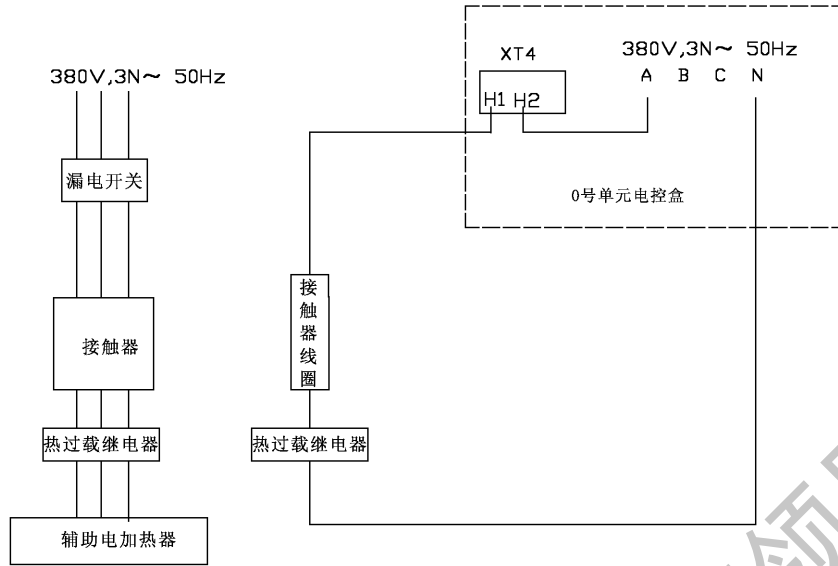 380V,3N～ 50Hz
漏电开关
接触器
热过载继电器
辅助电加热器
XT4
H1 H2
380V,3N～ 50Hz
A B C N
0号单元电控盒
接触器线圈
热过载继电器
领